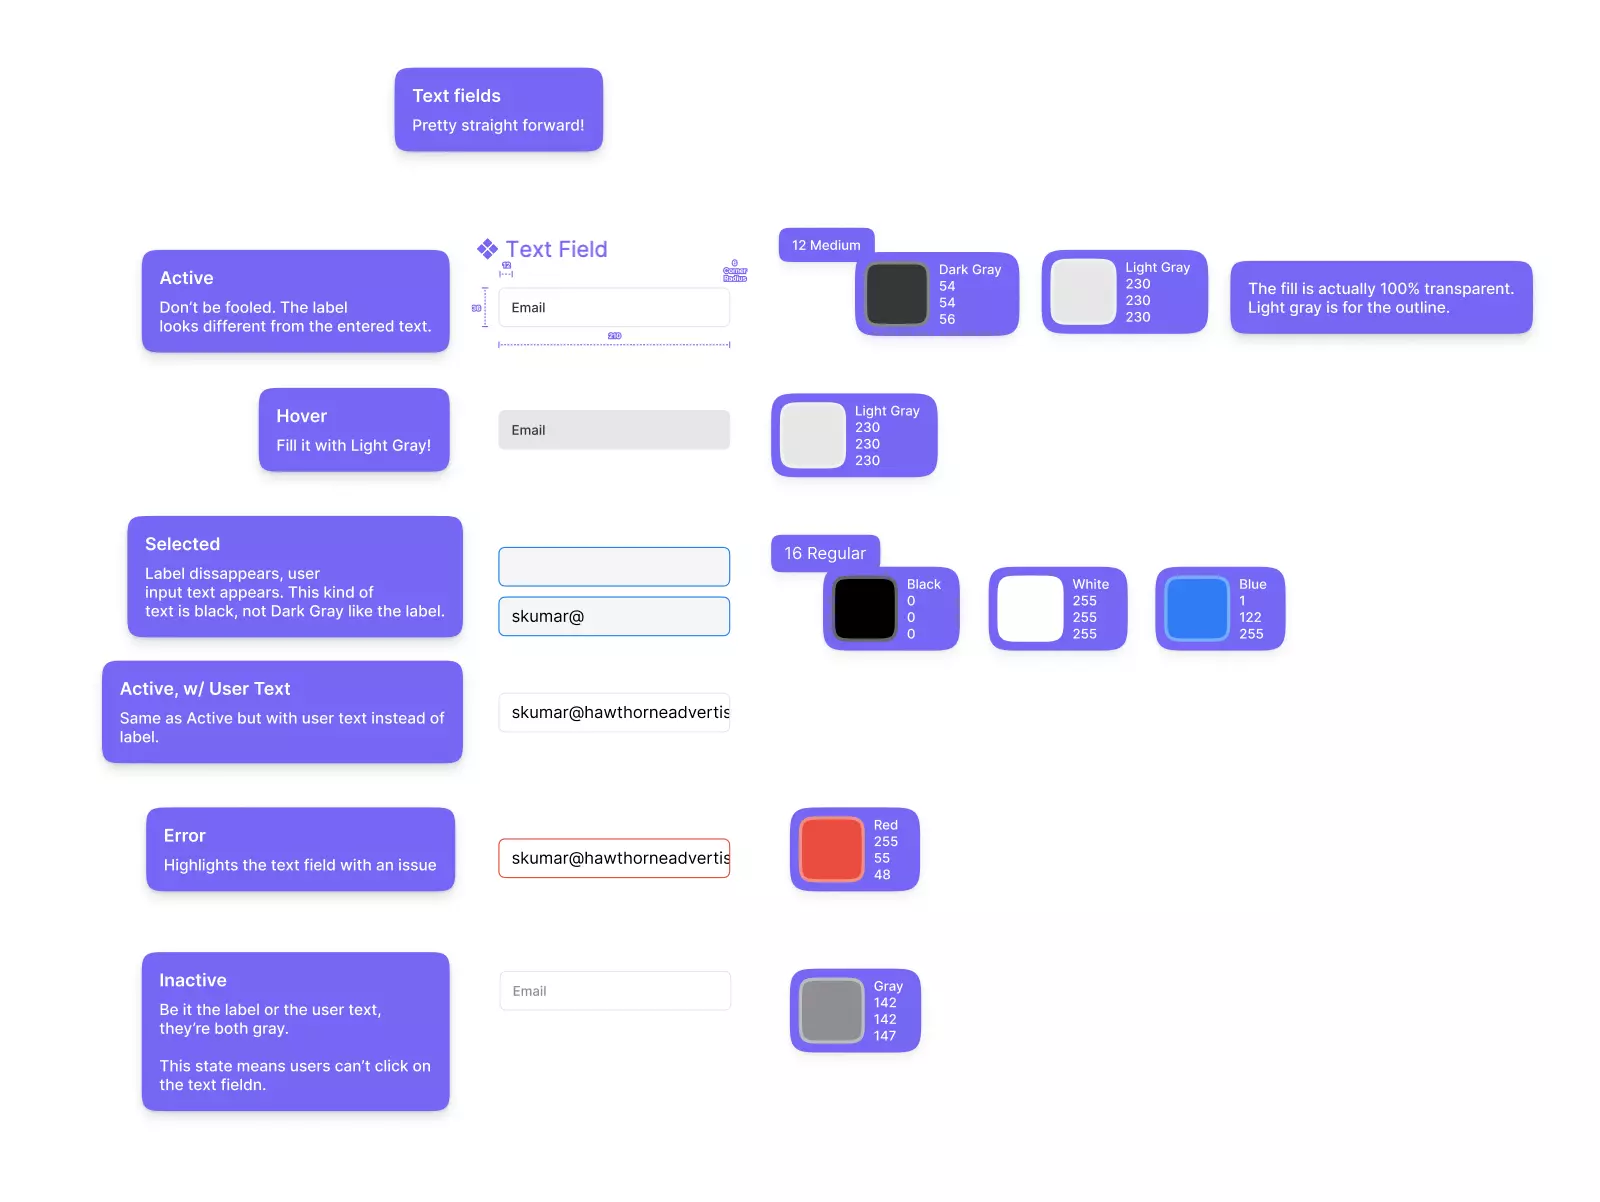 Text fields
Pretty straight forward!
Active
Don’t be fooled. The label
looks different from the entered text.
Text Field
12
6
Corner
Radius
Email
210
12 Medium
Dark Gray
54
54
56
Light Gray
230
230
230
The fill is actually 100% transparent.
Light gray is for the outline.
Hover
Fill it with Light Gray!
Email
Light Gray
230
230
230
Selected
Label dissappears, user
input text appears. This kind of
text is black, not Dark Gray like the label.
skumar@
16 Regular
Black
0
0
0
White
255
255
255
Blue
1
122
255
Active, w/ User Text
Same as Active but with user text instead of
label.
skumar@hawthorneadvertis
Error
Highlights the text field with an issue
skumar@hawthorneadvertis
Red
255
55
48
Inactive
Be it the label or the user text,
they’re both gray.
This state means users can’t click on
the text fieldn.
Email
Gray
142
142
147